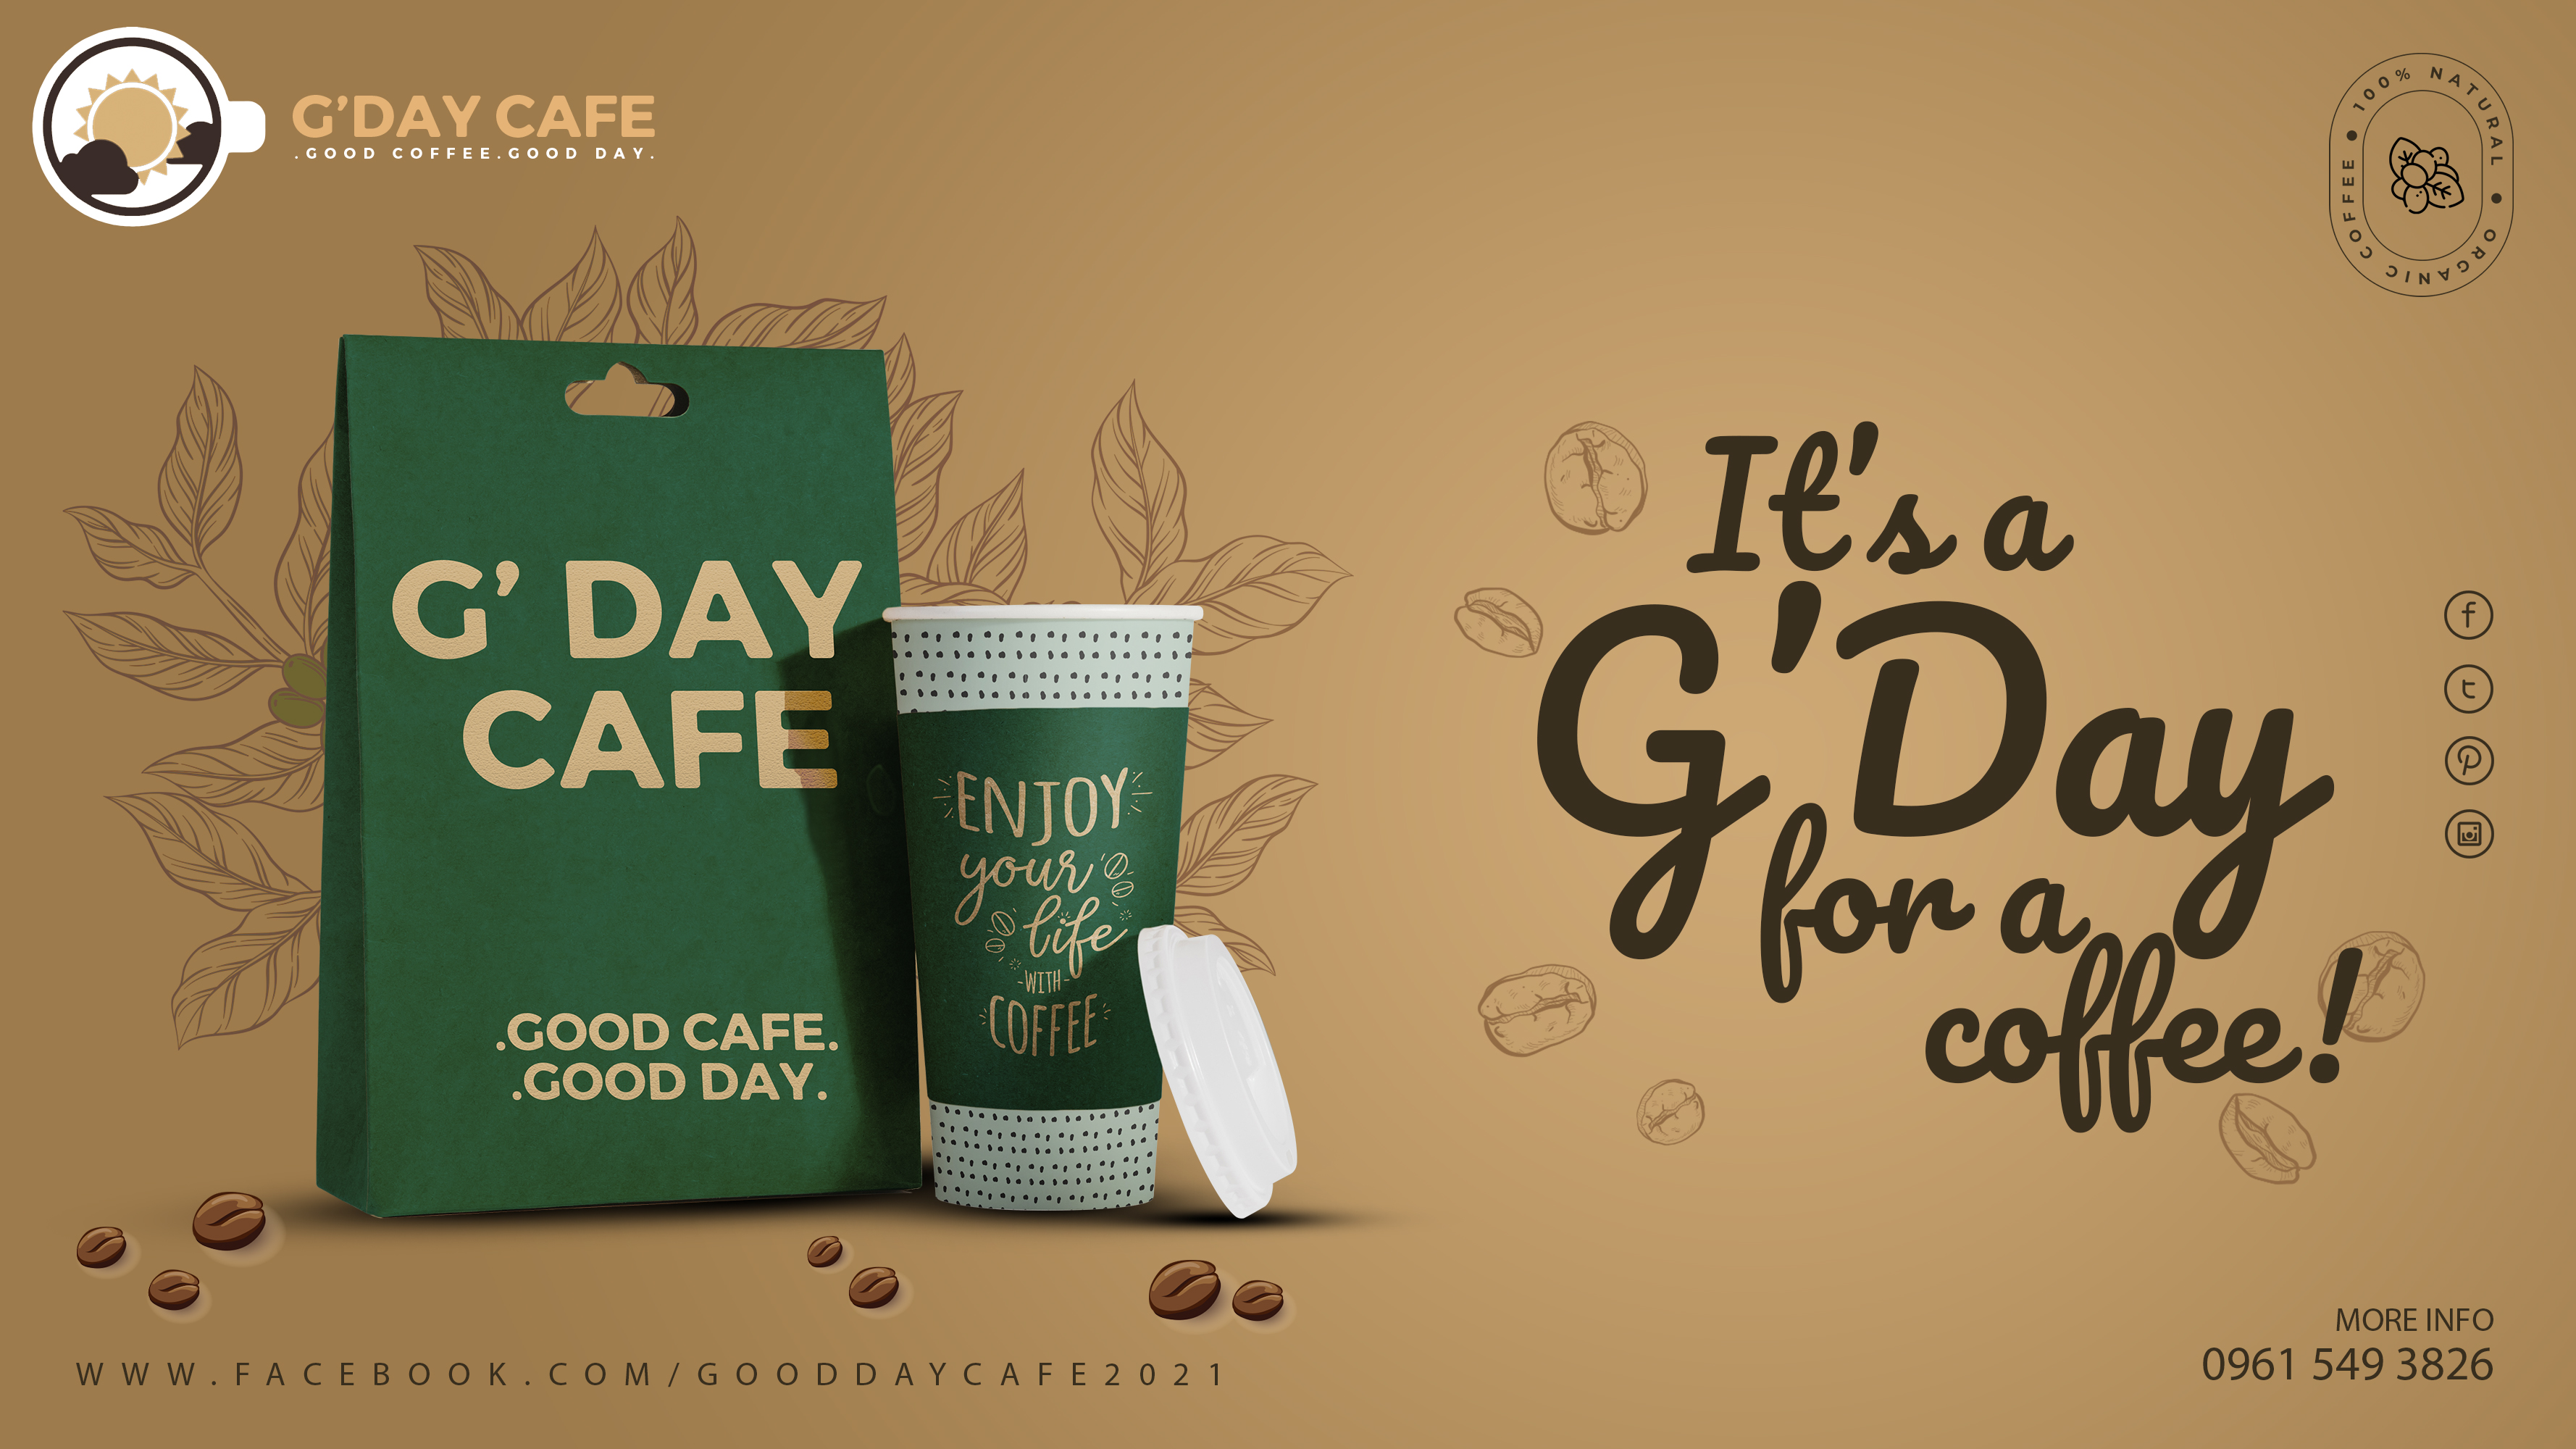 G'DAY CAFE
.GOOD COFFEE.GOOD DAY.
100% NATURAL • ORGANIC COFFEE •
G' DAY
CAFE
.GOOD CAFE.
.GOOD DAY.
ENJOY
your
life
-WITH-
COFFEE
It's a
G'Day
for a
coffee!
f
t
p
MORE INFO
0961 549 3826
WWW.FACEBOOK.COM/GOODDAYCAFE2021